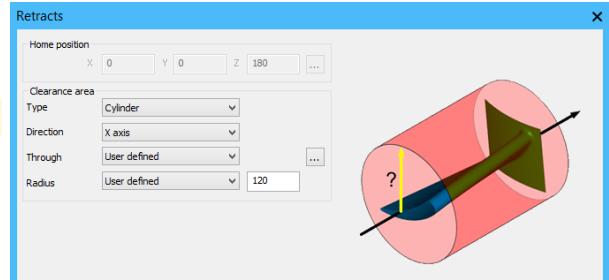 Retracts
Home position
X 0 Y 0 Z 180 ...
Clearance area
Type Cylinder
Direction X axis
Through User defined ...
Radius User defined 120
?